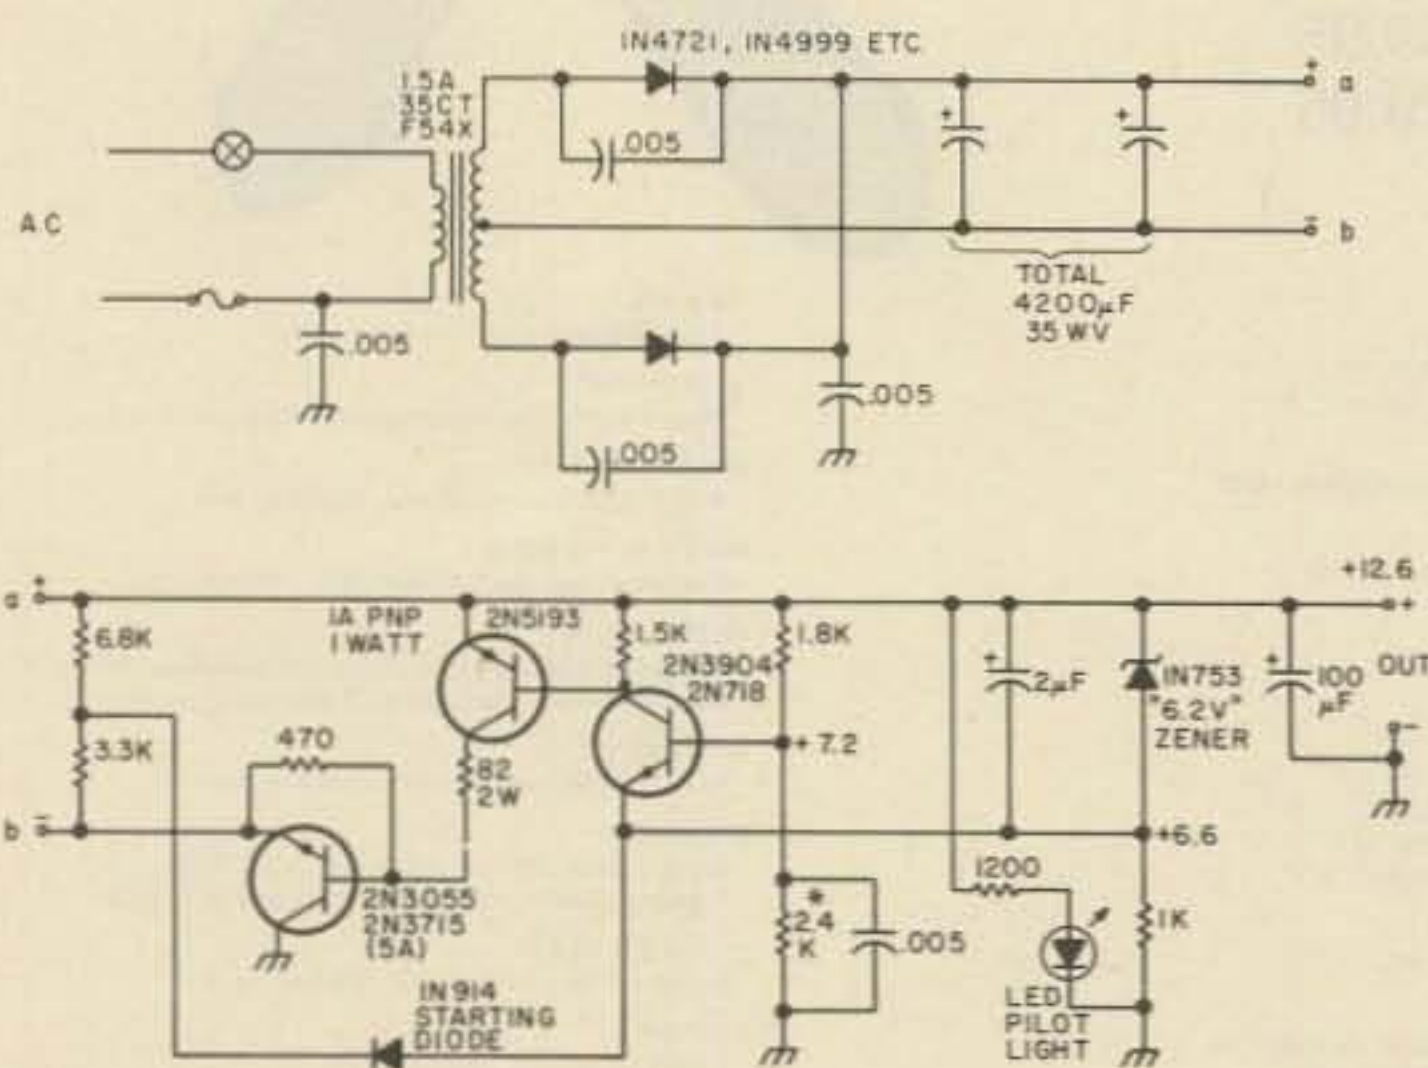 IN4721, IN4999 ETC
1.5A
35CT
F54X
.005
+
a
+
+
AC
.005
-
b
TOTAL
4200µF
35 WV
.005
.005
.005
+12.6
a +
+
1A PNP
1 WATT
2N5193
6.8K
1.5K
1.8K
2N3904
2N718
+
2µF
IN753
"6.2V"
ZENER
+
100
µF
OUT
-
470
3.3K
82
2W
+7.2
b -
+6.6
2N3055
2N3715
(5A)
*
2.4
K
.005
1200
1K
IN914
STARTING
DIODE
LED
PILOT
LIGHT